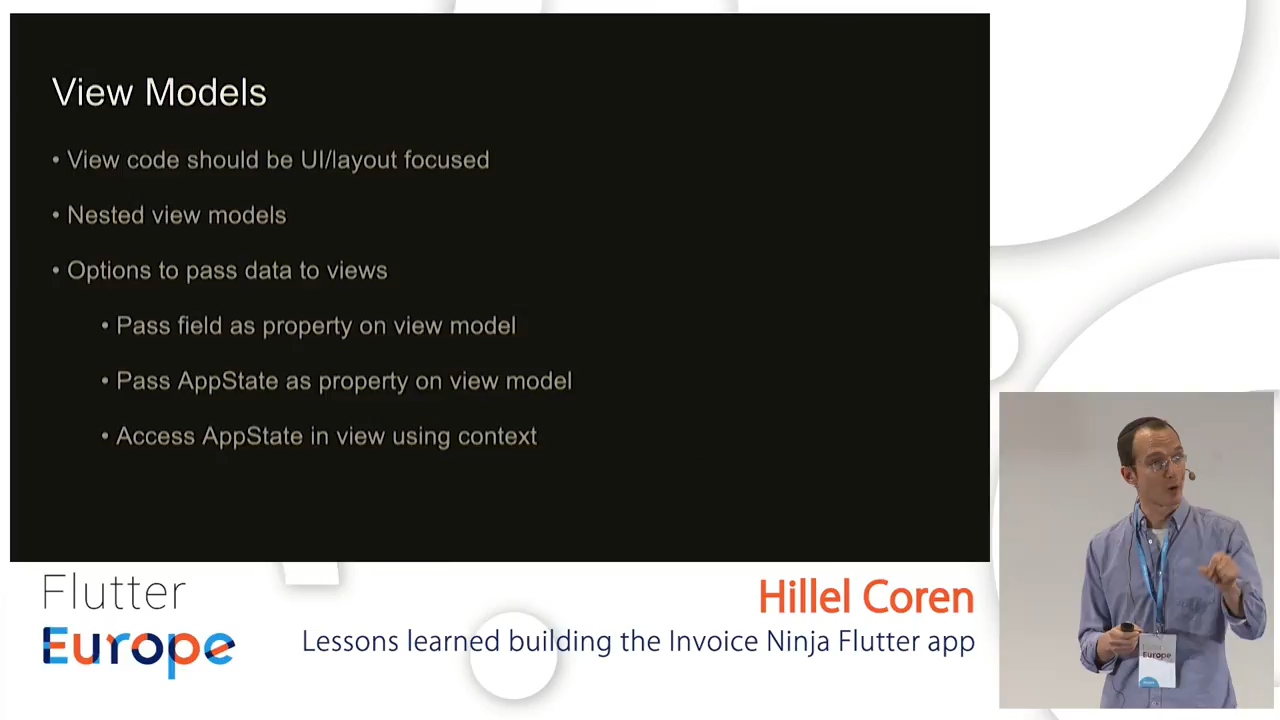 View Models
• View code should be UI/layout focused
• Nested view models
• Options to pass data to views
• Pass field as property on view model
• Pass AppState as property on view model
• Access AppState in view using context
Flutter
Europe
Hillel Coren
Lessons learned building the Invoice Ninja Flutter app
Flutter
Europe